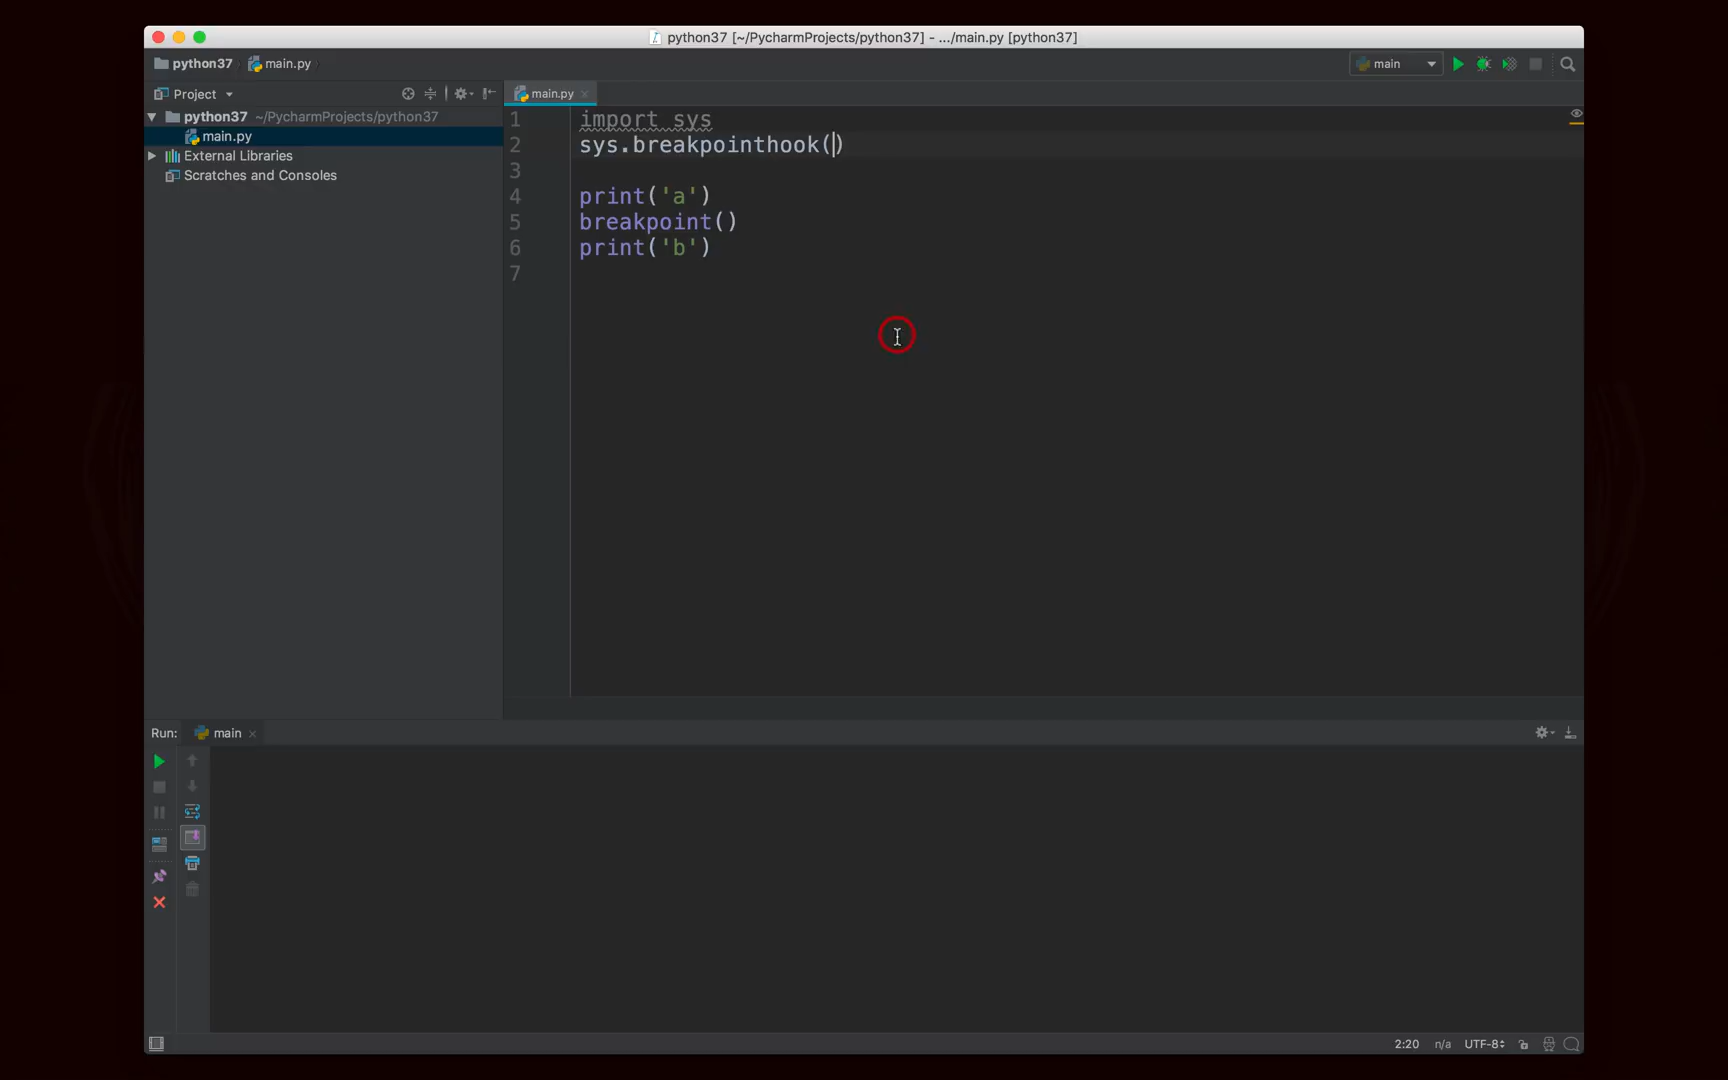 python37 [~/PycharmProjects/python37] - .../main.py [python37]
python37 main.py
main
Project
main.py
python37 ~/PycharmProjects/python37
main.py
External Libraries
Scratches and Consoles
1 import sys
2 sys.breakpointhook()
3
4 print('a')
5 breakpoint()
6 print('b')
7
Run: main
2:20 n/a UTF-8